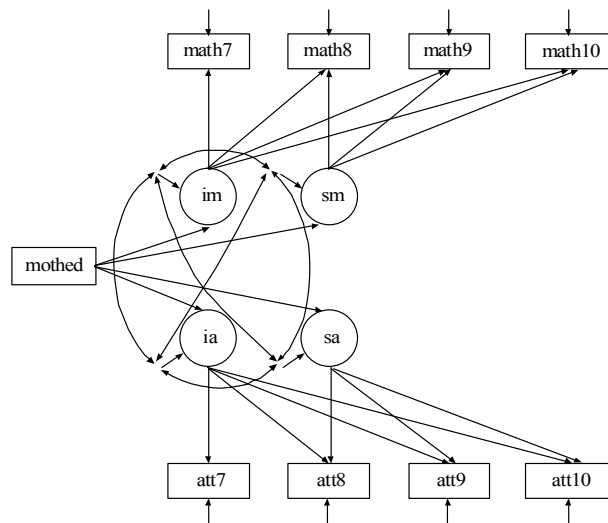 math7 math8 math9 math10
im sm
mothed
ia sa
att7 att8 att9 att10